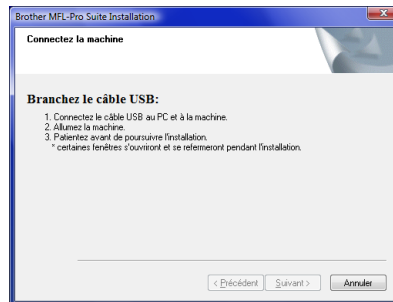 Brother MFL-Pro Suite Installation
Connectez la machine
Branchez le câble USB:
1. Connectez le câble USB au PC et à la machine.
2. Allumez la machine.
3. Patientez avant de poursuivre l'installation.
* certaines fenêtres s'ouvriront et se refermeront pendant l'installation.
< Précédent Suivant > Annuler